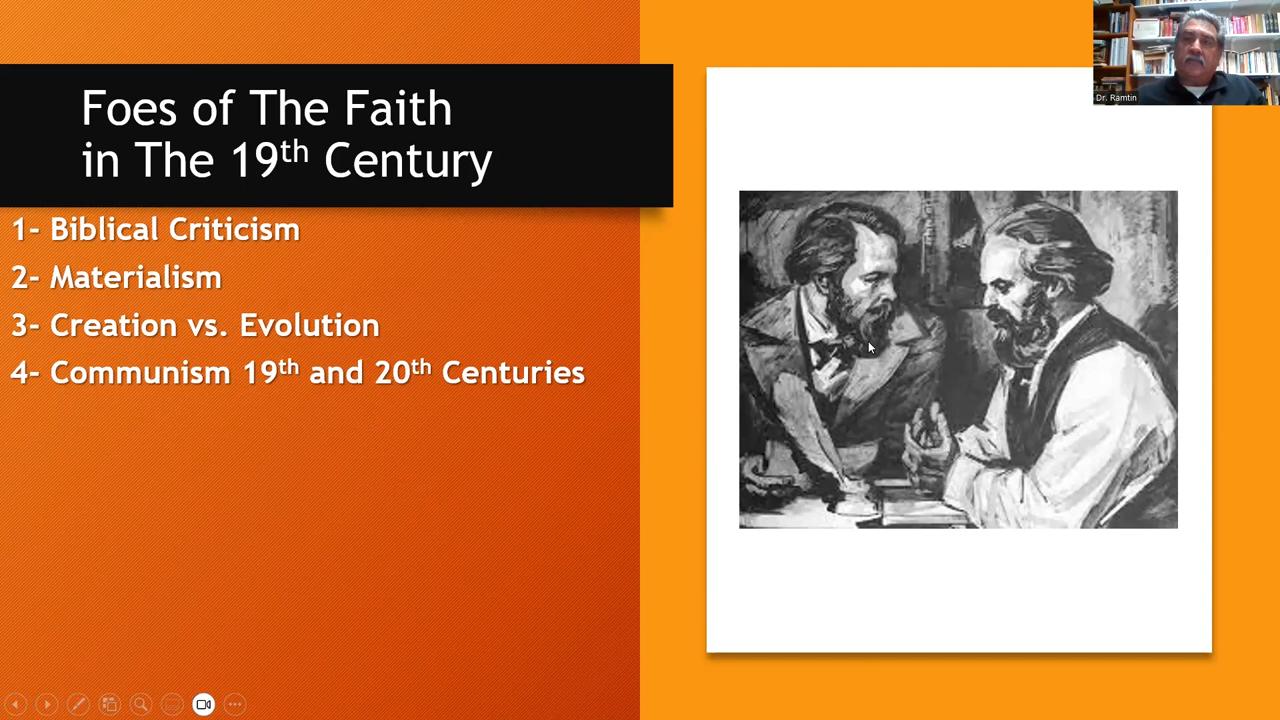 Foes of The Faith
in The 19th Century
1- Biblical Criticism
2- Materialism
3- Creation vs. Evolution
4- Communism 19th and 20th Centuries
Dr. Ramtin